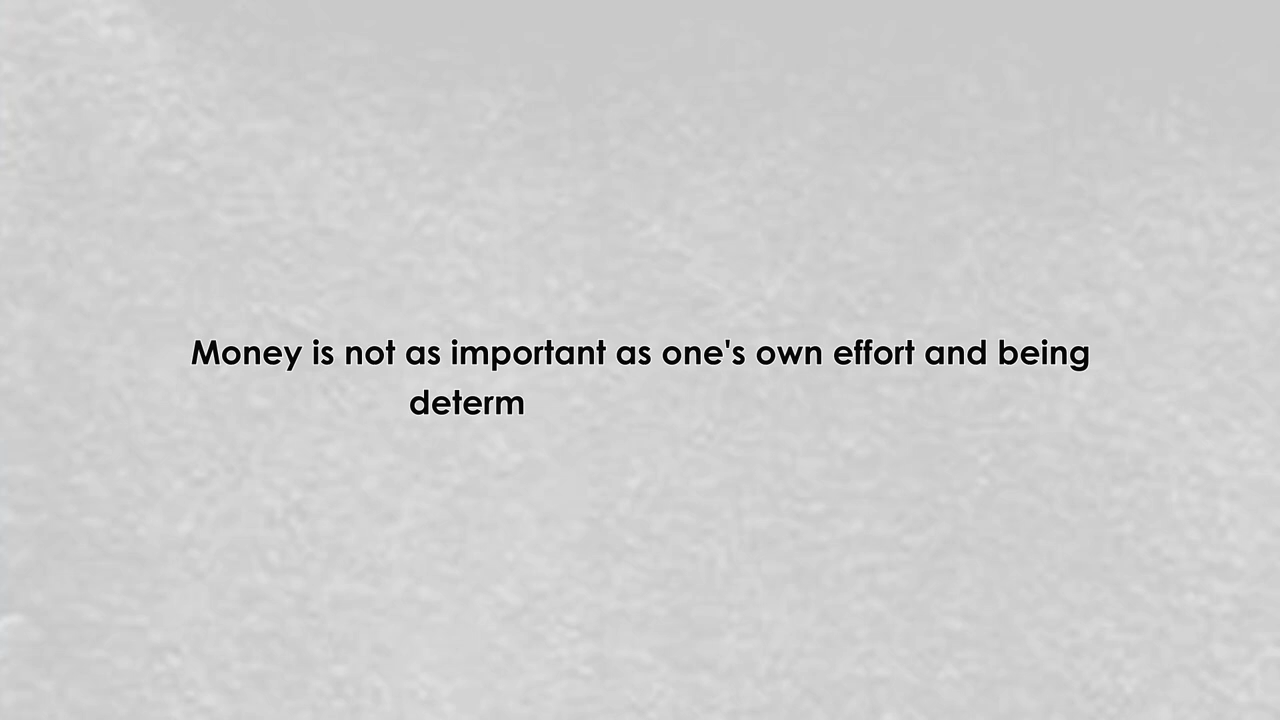 Money is not as important as one's own effort and being
determ